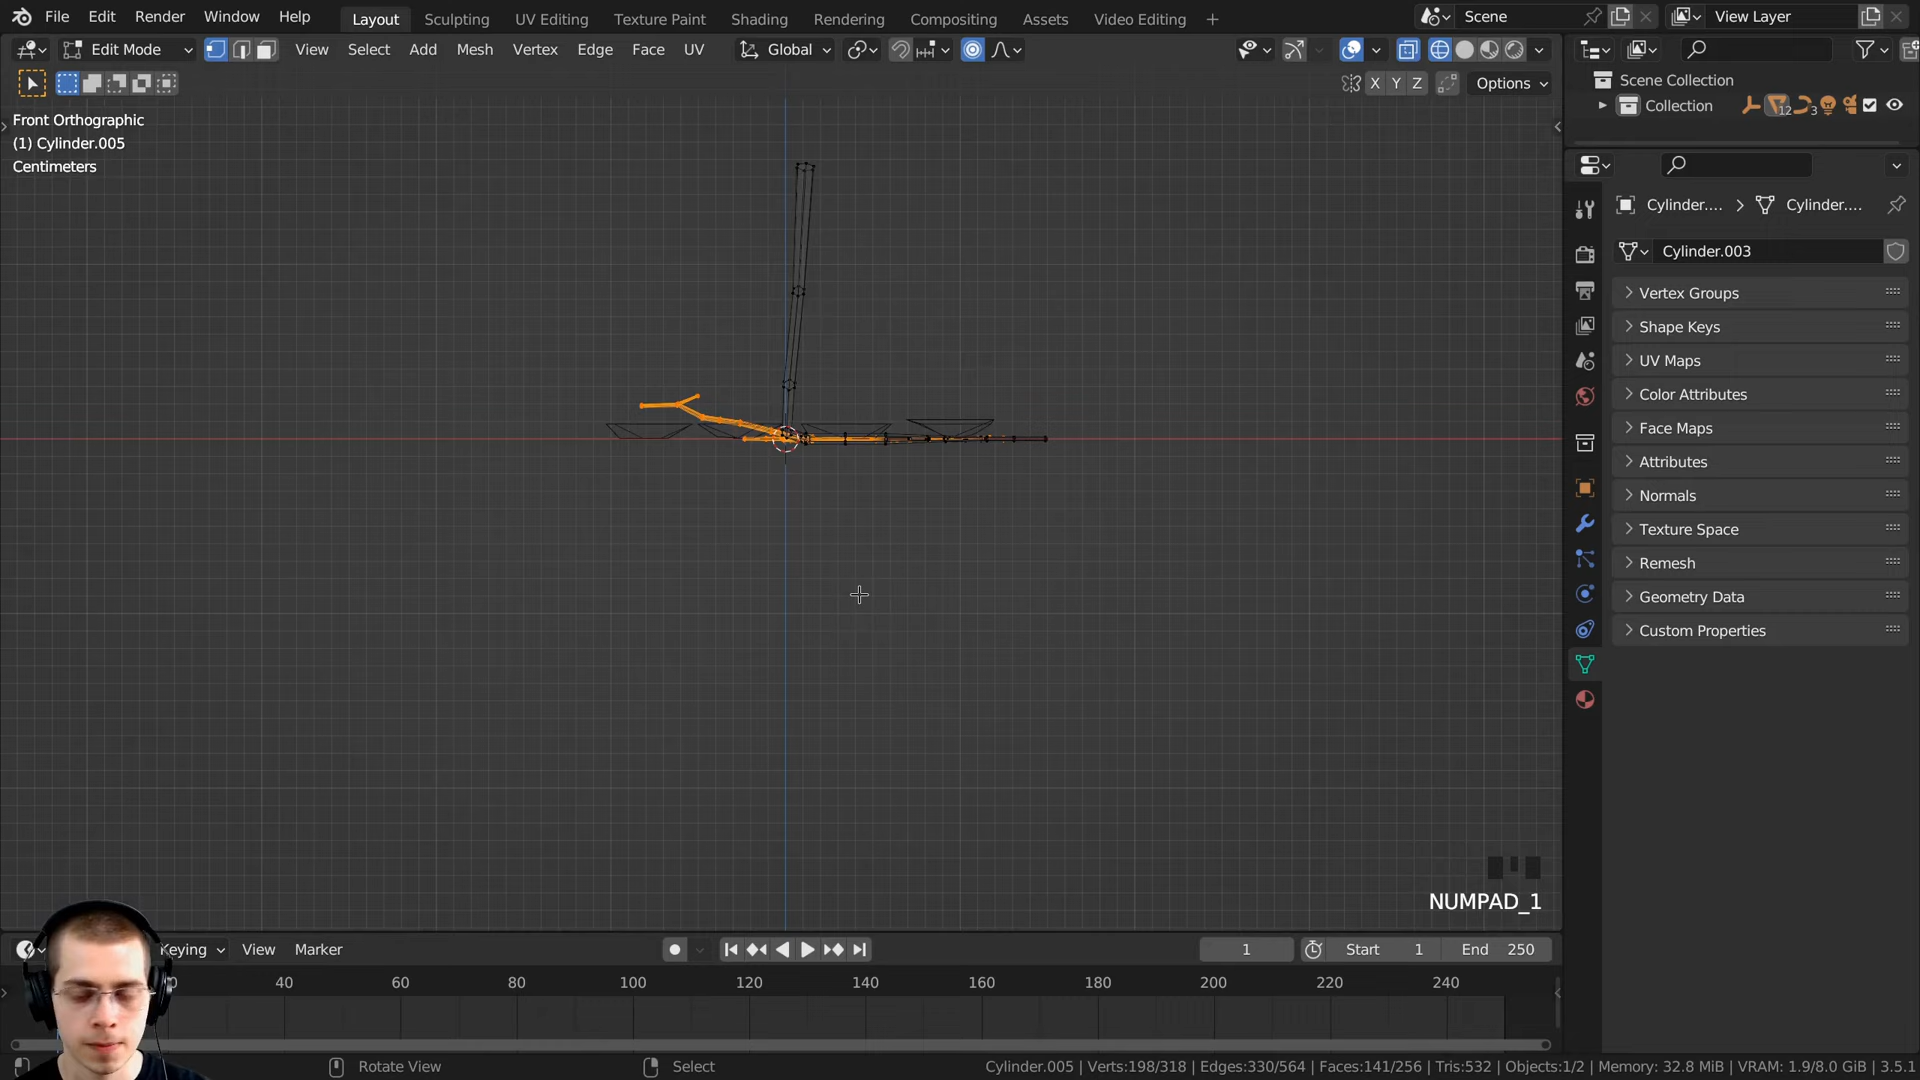 File Edit Render Window Help Layout Sculpting UV Editing Texture Paint Shading Rendering Compositing Assets Video Editing Scene View Layer
Edit Mode View Select Add Mesh Vertex Edge Face UV Global
X Y Z Options
Scene Collection
Collection 12 3
Front Orthographic
(1) Cylinder.005
Centimeters
Cylinder.... Cylinder....
Cylinder.003
Vertex Groups
Shape Keys
UV Maps
Color Attributes
Face Maps
Attributes
Normals
Texture Space
Remesh
Geometry Data
Custom Properties
NUMPAD_1
Keying View Marker 1 Start 1 End 250
40 60 80 100 120 140 160 180 200 220 240
Rotate View Select Cylinder.005 | Verts:198/318 | Edges:330/564 | Faces:141/256 | Tris:532 | Objects:1/2 | Memory: 32.8 MiB | VRAM: 1.9/8.0 GiB | 3.5.1